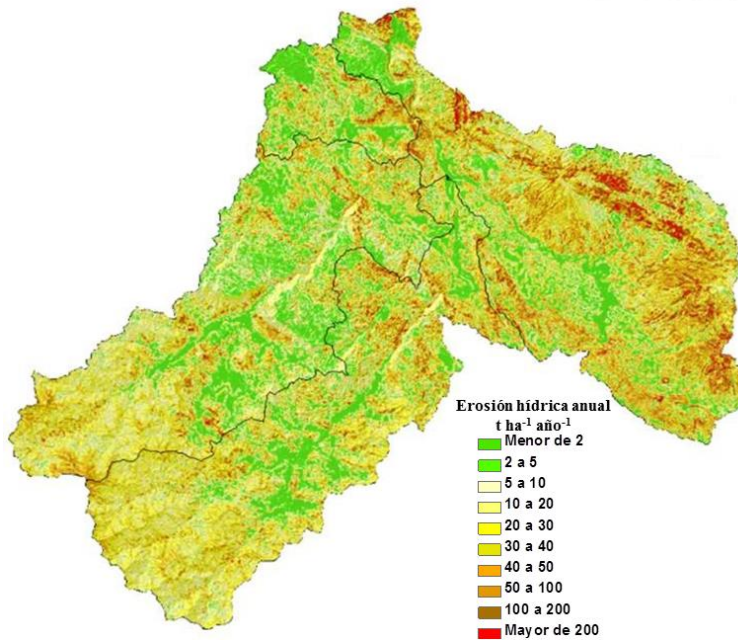 Erosión hídrica anual
t ha⁻¹ año⁻¹
Menor de 2
2 a 5
5 a 10
10 a 20
20 a 30
30 a 40
40 a 50
50 a 100
100 a 200
Mayor de 200